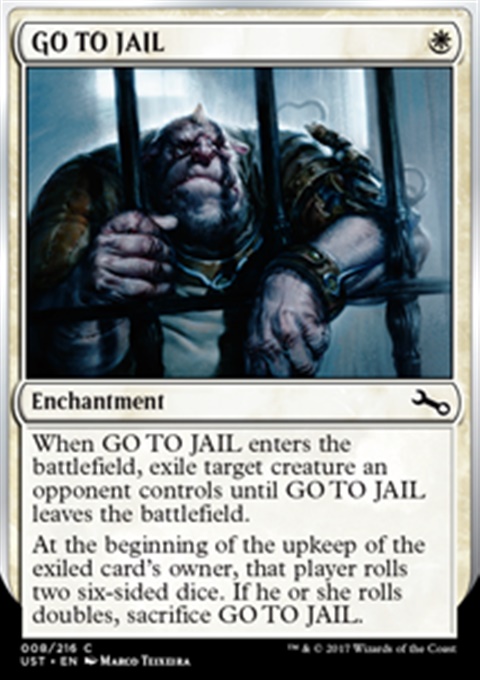 GO TO JAIL
Enchantment
When GO TO JAIL enters the
battlefield, exile target creature an
opponent controls until GO TO JAIL
leaves the battlefield.
At the beginning of the upkeep of the
exiled card's owner, that player rolls
two six-sided dice. If he or she rolls
doubles, sacrifice GO TO JAIL.
008/216 C
UST • EN Marco Teixeira
™ & © 2017 Wizards of the Coast